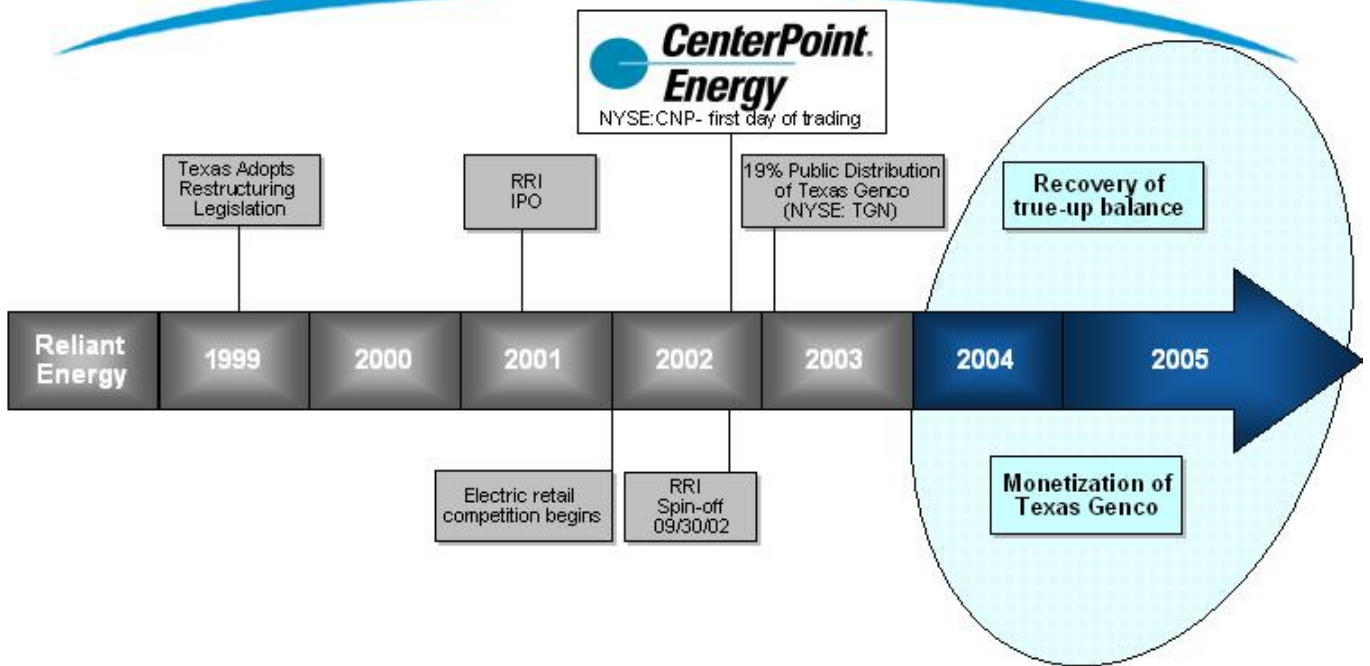 CenterPoint.
Energy
NYSE:CNP- first day of trading
Texas Adopts
Restructuring
Legislation
RRI
IPO
19% Public Distribution
of Texas Genco
(NYSE: TGN)
Recovery of
true-up balance
Reliant
Energy
1999
2000
2001
2002
2003
2004
2005
Electric retail
competition begins
RRI
Spin-off
09/30/02
Monetization of
Texas Genco